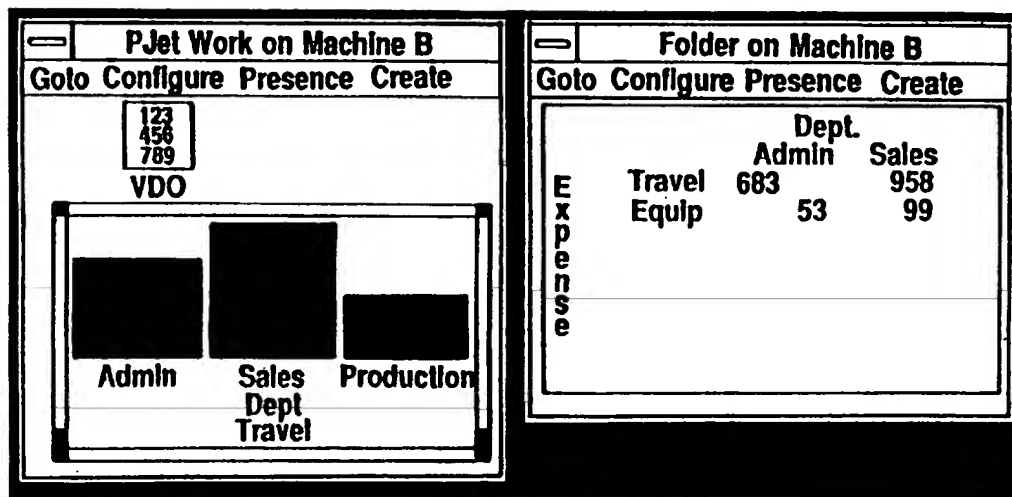 PJet Work on Machine B
Goto Configure Presence Create
123
456
789
VDO
Admin Sales Production
Dept
Travel
Folder on Machine B
Goto Configure Presence Create
Dept.
Admin Sales
Travel 683 958
Equip 53 99
Expense